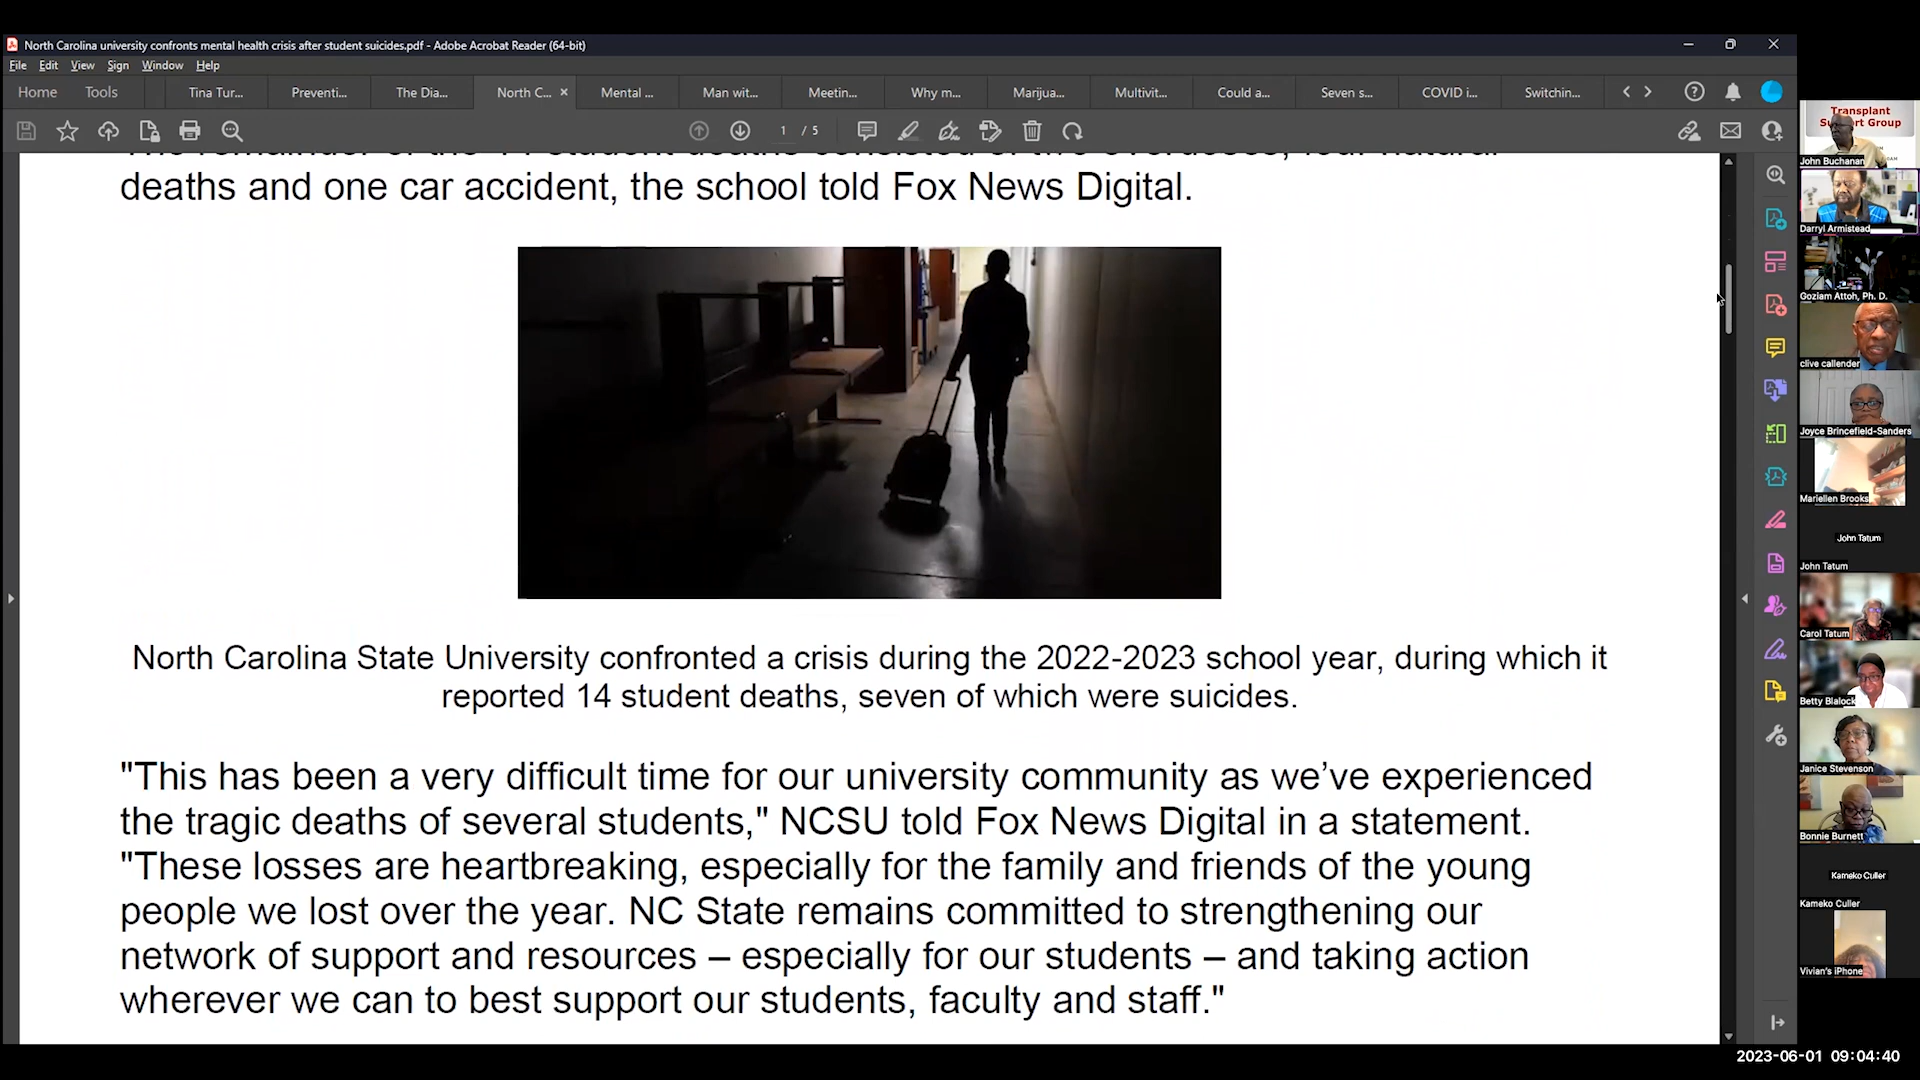 North Carolina university confronts mental health crisis after student suicides.pdf - Adobe Acrobat Reader (64-bit)
File Edit View Sign Window Help
Home Tools Tina Tur... Preventi... The Dia... North C... Mental ... Man wit... Meetin... Why m... Marijua... Multivit... Could a... Seven s... COVID i... Switchin...
1 / 5
deaths and one car accident, the school told Fox News Digital.
North Carolina State University confronted a crisis during the 2022-2023 school year, during which it
reported 14 student deaths, seven of which were suicides.
"This has been a very difficult time for our university community as we’ve experienced
the tragic deaths of several students," NCSU told Fox News Digital in a statement.
"These losses are heartbreaking, especially for the family and friends of the young
people we lost over the year. NC State remains committed to strengthening our
network of support and resources – especially for our students – and taking action
wherever we can to best support our students, faculty and staff."
Transplant
Group
John Buchanan
Darryl Armistead
Goziam Attoh, Ph. D.
clive callender
Joyce Brincefield-Sanders
Mariellen Brooks
John Tatum
John Tatum
Carol Tatum
Betty Blalock
Janice Stevenson
Bonnie Burnett
Kameko Culler
Kameko Culler
Vivian's iPhone
2023-06-01 09:04:40